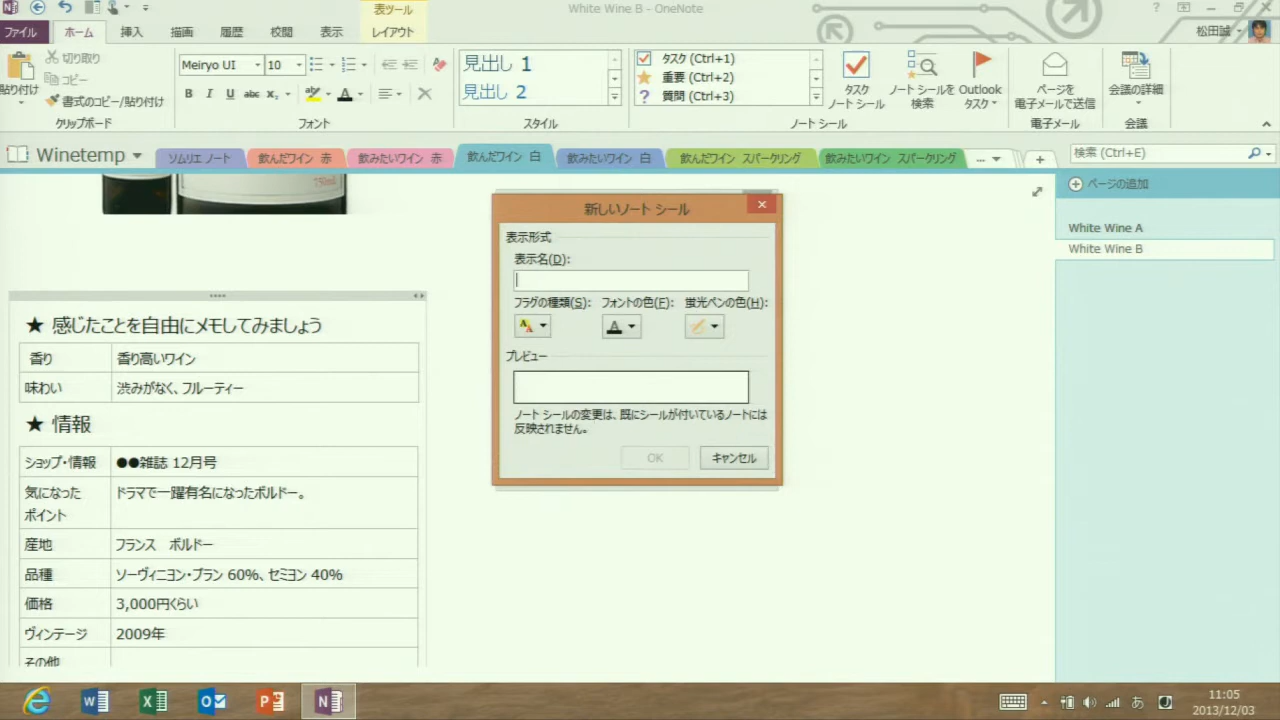 White Wine B - OneNote
表ツール
ファイル ホーム 挿入 描画 履歴 校閲 表示 レイアウト
松田誠
貼り付け
切り取り
コピー
書式のコピー/貼り付け
クリップボード
Meiryo UI 10
B I U abc x₂ aby A
フォント
見出し 1
見出し 2
スタイル
タスク (Ctrl+1)
重要 (Ctrl+2)
質問 (Ctrl+3)
タスク
ノート シール
ノート シールを
検索
Outlook
タスク
ノート シール
ページを
電子メールで送信
電子メール
会議の詳細
会議
Winetemp
ソムリエ ノート 飲んだワイン 赤 飲みたいワイン 赤 飲んだワイン 白 飲みたいワイン 白 飲んだワイン スパークリング 飲みたいワイン スパークリング ... +
検索 (Ctrl+E)
ページの追加
White Wine A
White Wine B
750ml
★ 感じたことを自由にメモしてみましょう
香り 香り高いワイン
味わい 渋みがなく、フルーティー
★ 情報
ショップ・情報 ●●雑誌 12月号
気になった
ポイント
ドラマで一躍有名になったボルドー。
産地 フランス ボルドー
品種 ソーヴィニヨン・ブラン 60%、セミヨン 40%
価格 3,000円くらい
ヴィンテージ 2009年
その他
新しいノート シール
表示形式
表示名(D):
フラグの種類(S): フォントの色(F): 蛍光ペンの色(H):
プレビュー
ノート シールの変更は、既にシールが付いているノートには
反映されません。
OK キャンセル
あ
11:05
2013/12/03